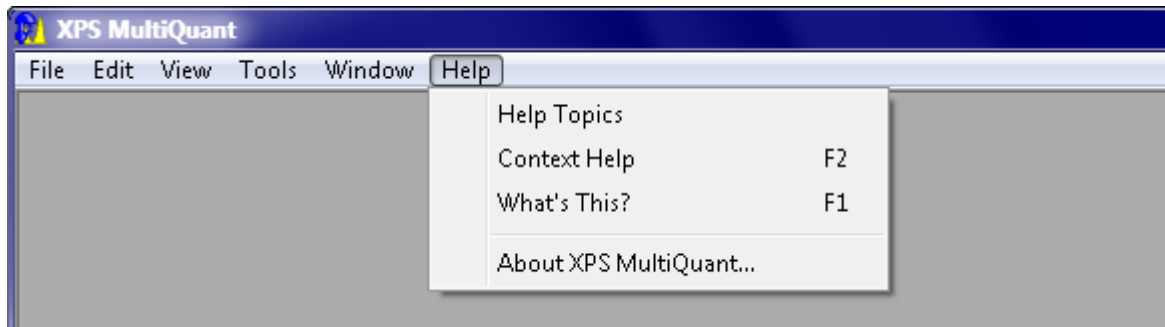 XPS MultiQuant
File Edit View Tools Window Help
Help Topics
Context Help F2
What's This? F1
About XPS MultiQuant...